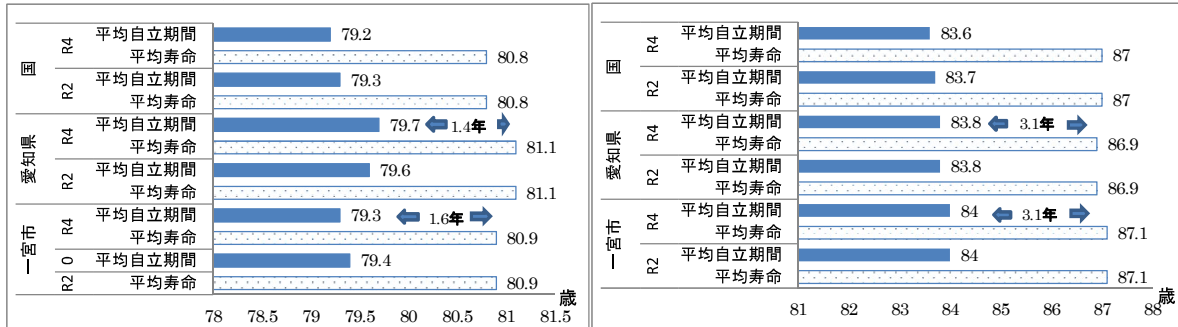 国
R4
平均自立期間
79.2
平均寿命
80.8
R2
平均自立期間
79.3
平均寿命
80.8
愛知県
R4
平均自立期間
79.7
1.4年
平均寿命
81.1
R2
平均自立期間
79.6
平均寿命
81.1
一宮市
R4
平均自立期間
79.3
1.6年
平均寿命
80.9
0
平均自立期間
79.4
R2
平均寿命
80.9
歳
78 78.5 79 79.5 80 80.5 81 81.5
国
R4
平均自立期間
83.6
平均寿命
87
R2
平均自立期間
83.7
平均寿命
87
愛知県
R4
平均自立期間
83.8
3.1年
平均寿命
86.9
R2
平均自立期間
83.8
平均寿命
86.9
一宮市
R4
平均自立期間
84
3.1年
平均寿命
87.1
R2
平均自立期間
84
平均寿命
87.1
歳
81 82 83 84 85 86 87 88